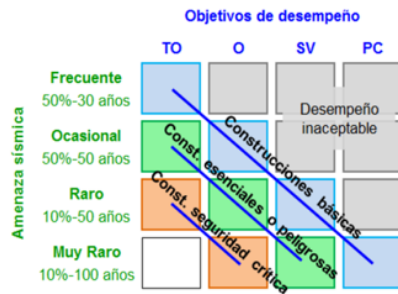 Objetivos de desempeño
TO O SV PC
Amenaza sísmica
Frecuente
50%-30 años
Ocasional
50%-50 años
Raro
10%-50 años
Muy Raro
10%-100 años
Desempeño
inaceptable
Construcciones básicas
Const. esenciales o peligrosas
Const. seguridad crítica